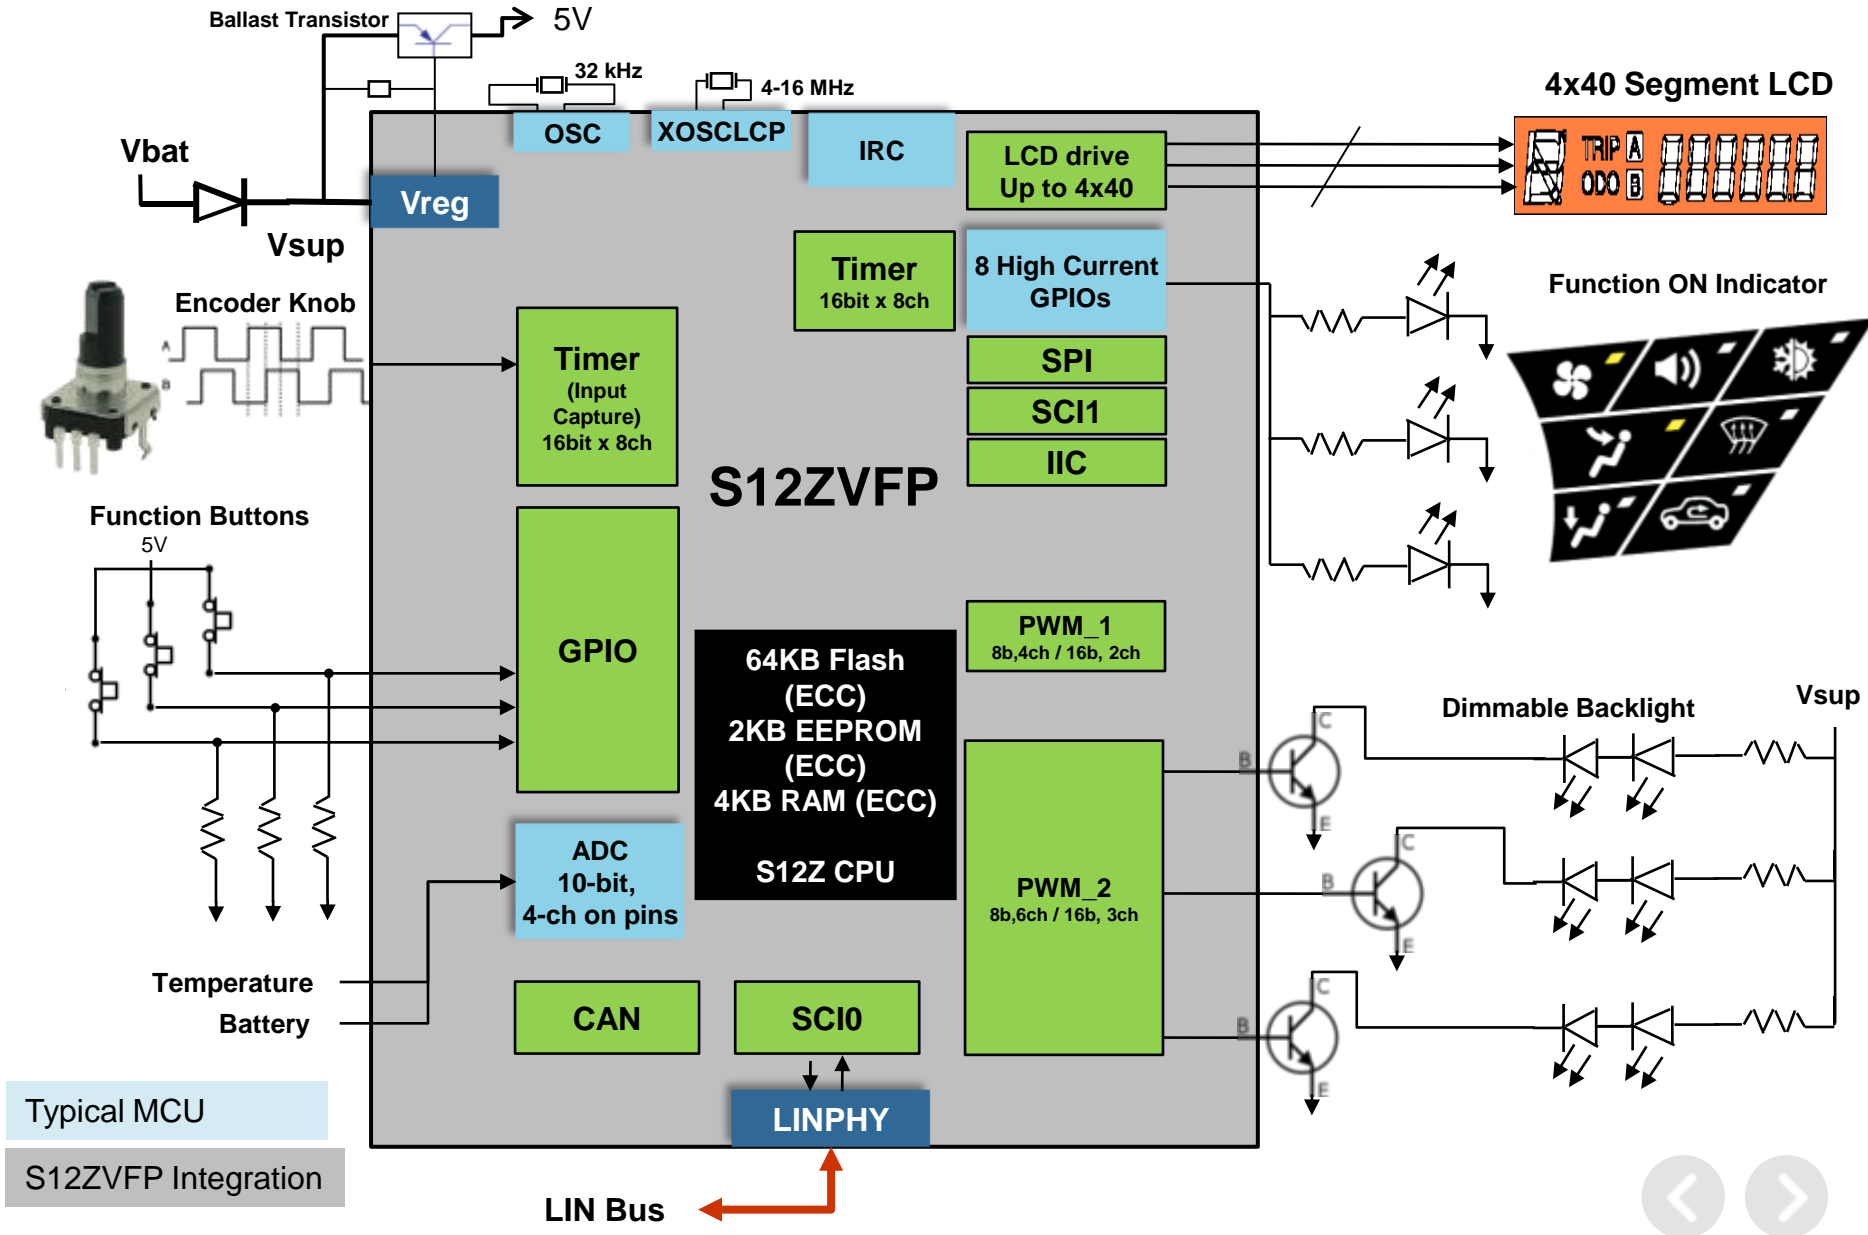 Ballast Transistor
5V
32 kHz
4-16 MHz
4x40 Segment LCD
OSC
XOSCLCP
IRC
LCD drive
Up to 4x40
TRIP A
ODO B
Vbat
Vreg
Vsup
Timer
16bit x 8ch
8 High Current
GPIOs
Function ON Indicator
Encoder Knob
A
B
Timer
(Input
Capture)
16bit x 8ch
SPI
SCI1
IIC
S12ZVFP
Function Buttons
5V
GPIO
PWM_1
8b,4ch / 16b, 2ch
64KB Flash
(ECC)
2KB EEPROM
(ECC)
4KB RAM (ECC)
S12Z CPU
Dimmable Backlight
Vsup
C
B
E
C
B
E
C
B
E
ADC
10-bit,
4-ch on pins
PWM_2
8b,6ch / 16b, 3ch
Temperature
Battery
CAN
SCI0
LINPHY
Typical MCU
S12ZVFP Integration
LIN Bus